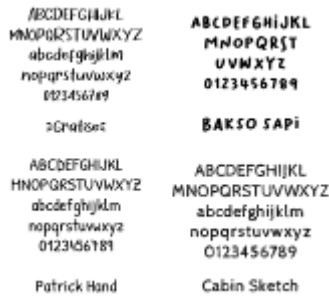 ABCDEFGHIJKL
MNOPQRSTUVWXYZ
abcdefghijklm
nopqrstuvwxyz
0123456789
ABCDEFGHiJKL
MNOPQRST
UVWXYZ
0123456789
BAKSO SAPi
ABCDEFGHIJKL
MNOPQRSTUVWXYZ
abcdefghijklm
nopqrstuvwxyz
0123456789
Patrick Hand
ABCDEFGHIJKL
MNOPQRSTUVWXYZ
abcdefghijklm
nopqrstuvwxyz
0123456789
Cabin Sketch